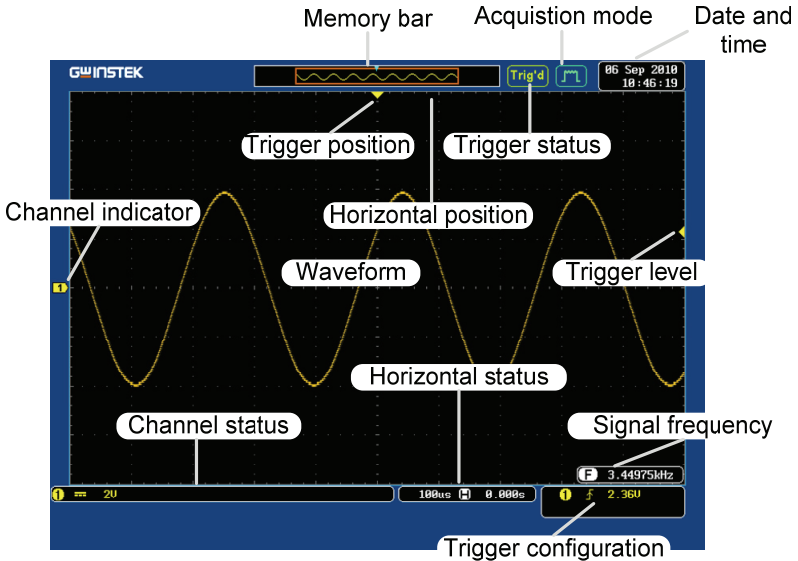 Memory bar
Acquistion mode
Date and
time
GWINSTEK
Trig'd
06 Sep 2010
10:46:19
Trigger position
Trigger status
Channel indicator
Horizontal position
Waveform
Trigger level
1
Horizontal status
Channel status
Signal frequency
F 3.44975kHz
1 2V
100us H 0.000s
1 2.36V
Trigger configuration